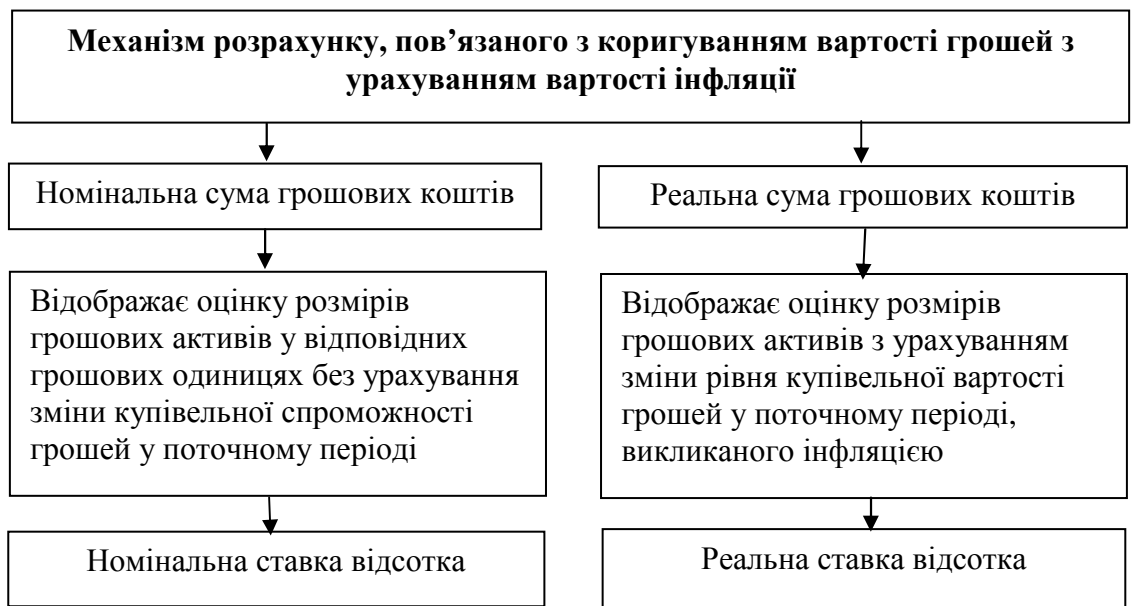 Механізм розрахунку, пов’язаного з коригуванням вартості грошей з
урахуванням вартості інфляції
Номінальна сума грошових коштів
Реальна сума грошових коштів
Відображає оцінку розмірів
грошових активів у відповідних
грошових одиницях без урахування
зміни купівельної спроможності
грошей у поточному періоді
Відображає оцінку розмірів
грошових активів з урахуванням
зміни рівня купівельної вартості
грошей у поточному періоді,
викликаного інфляцією
Номінальна ставка відсотка
Реальна ставка відсотка